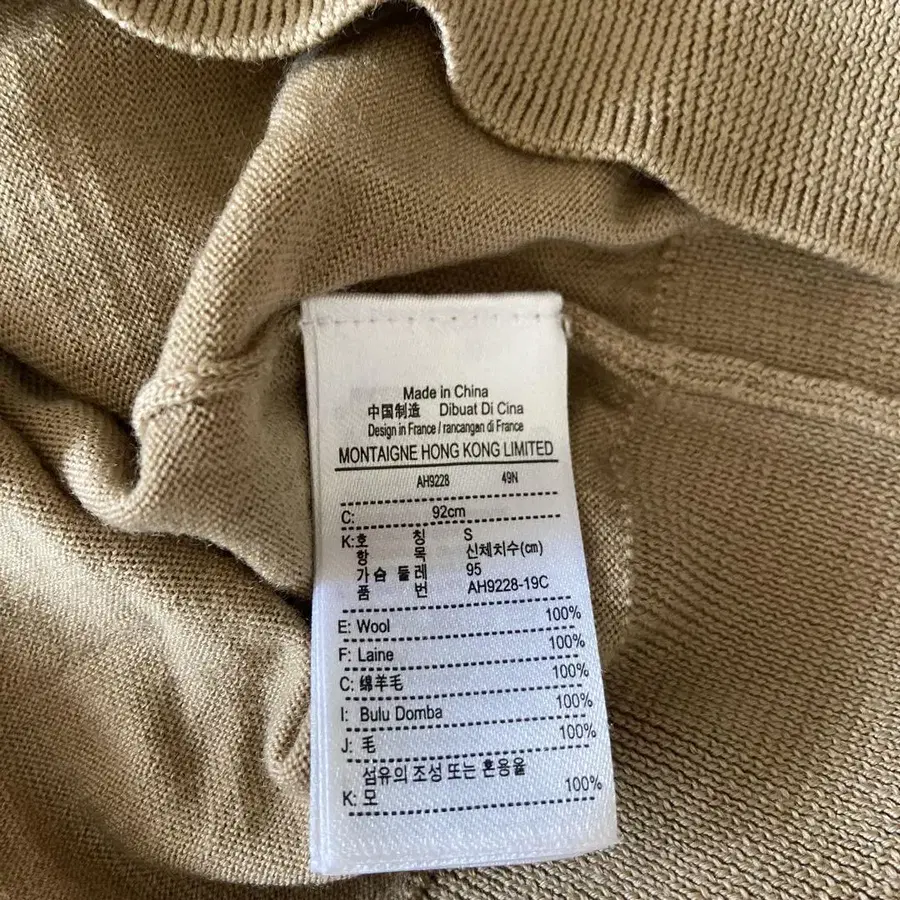 Made in China
中国制造 Dibuat Di Cina
Design in France / rancangan di France
MONTAIGNE HONG KONG LIMITED
AH9228 49N
C: 92cm
K:호 칭 S
항 목 신체치수(cm)
가슴 둘레 95
품 번 AH9228-19C
E: Wool 100%
F: Laine 100%
C: 绵羊毛 100%
I: Bulu Domba 100%
J: 毛 100%
섬유의 조성 또는 혼용율
K: 모 100%